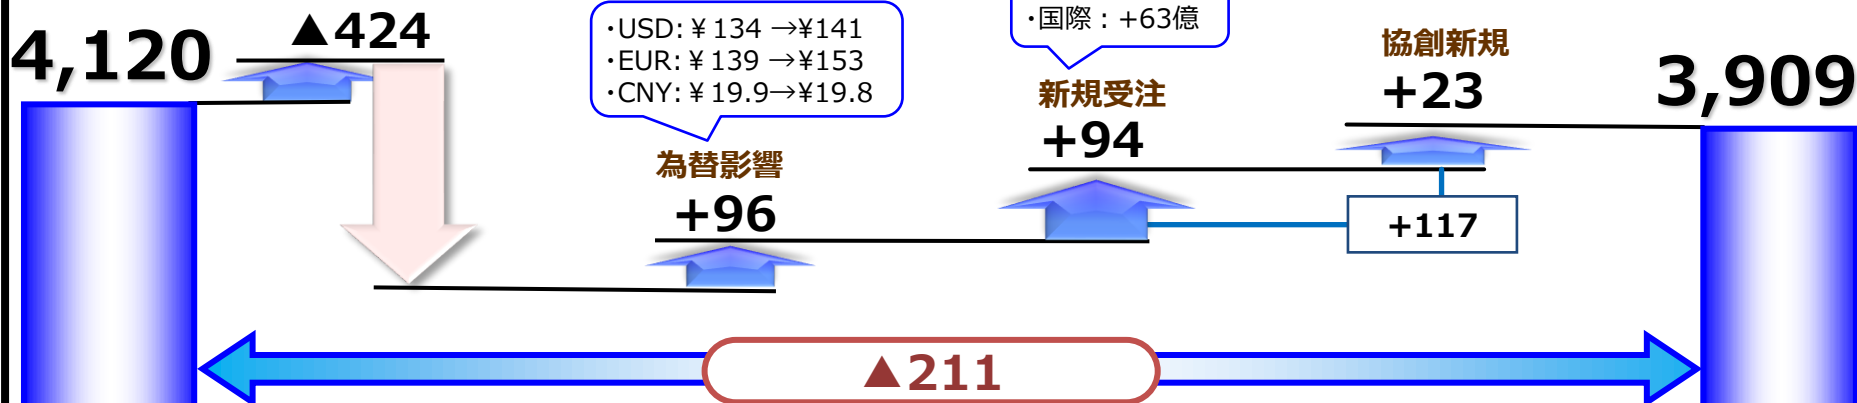 4,120
▲424
・USD:￥134 →¥141
・EUR:￥139 →¥153
・CNY:￥19.9→¥19.8
為替影響
+96
・国際：+63億
新規受注
+94
協創新規
+23
+117
3,909
▲211